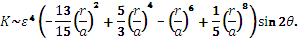 K~ε⁴(-13/15(r/a)² + 5/3(r/a)⁴ - (r/a)⁶ + 1/5(r/a)⁸) sin 2θ.